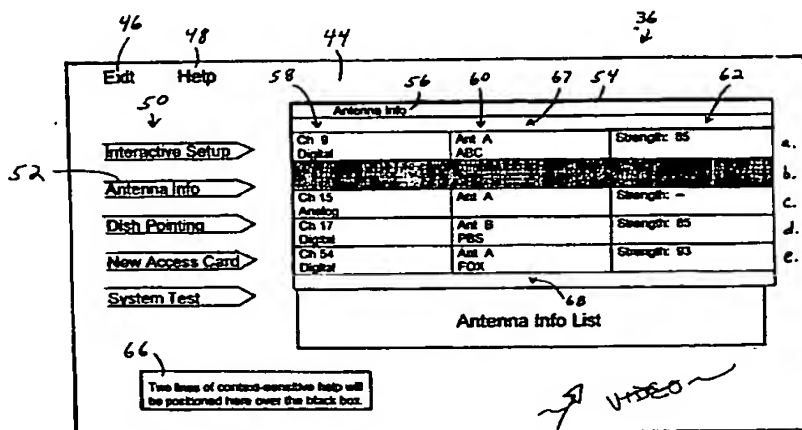 46 48 36
Exit Help 58 44 56 60 67 54 62
50
Antenna Info
Interactive Setup
Ch 9 Ant A Strength: 85 a.
Digital ABC
b.
52
Antenna Info
Ch 15 Ant A Strength: – c.
Analog
Dish Pointing
Ch 17 Ant B Strength: 85 d.
Digital PBS
New Access Card
Ch 54 Ant A Strength: 93 e.
Digital FOX
System Test
68
Antenna Info List
66
Two lines of context-sensitive help will
be positioned here over the black box.
VIDEO